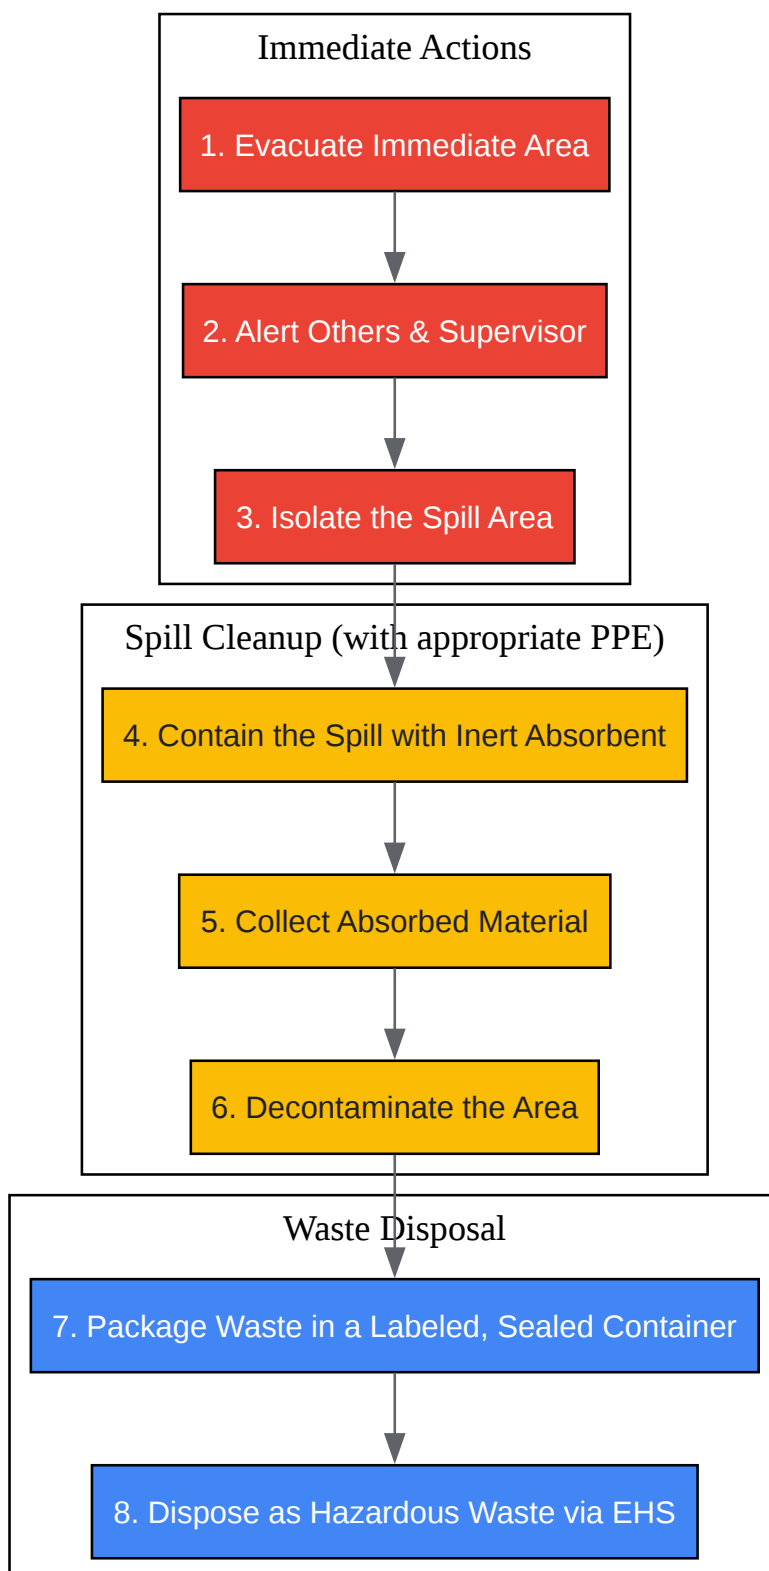 Immediate Actions
1. Evacuate Immediate Area
2. Alert Others & Supervisor
3. Isolate the Spill Area
Spill Cleanup (with appropriate PPE)
4. Contain the Spill with Inert Absorbent
5. Collect Absorbed Material
6. Decontaminate the Area
Waste Disposal
7. Package Waste in a Labeled, Sealed Container
8. Dispose as Hazardous Waste via EHS